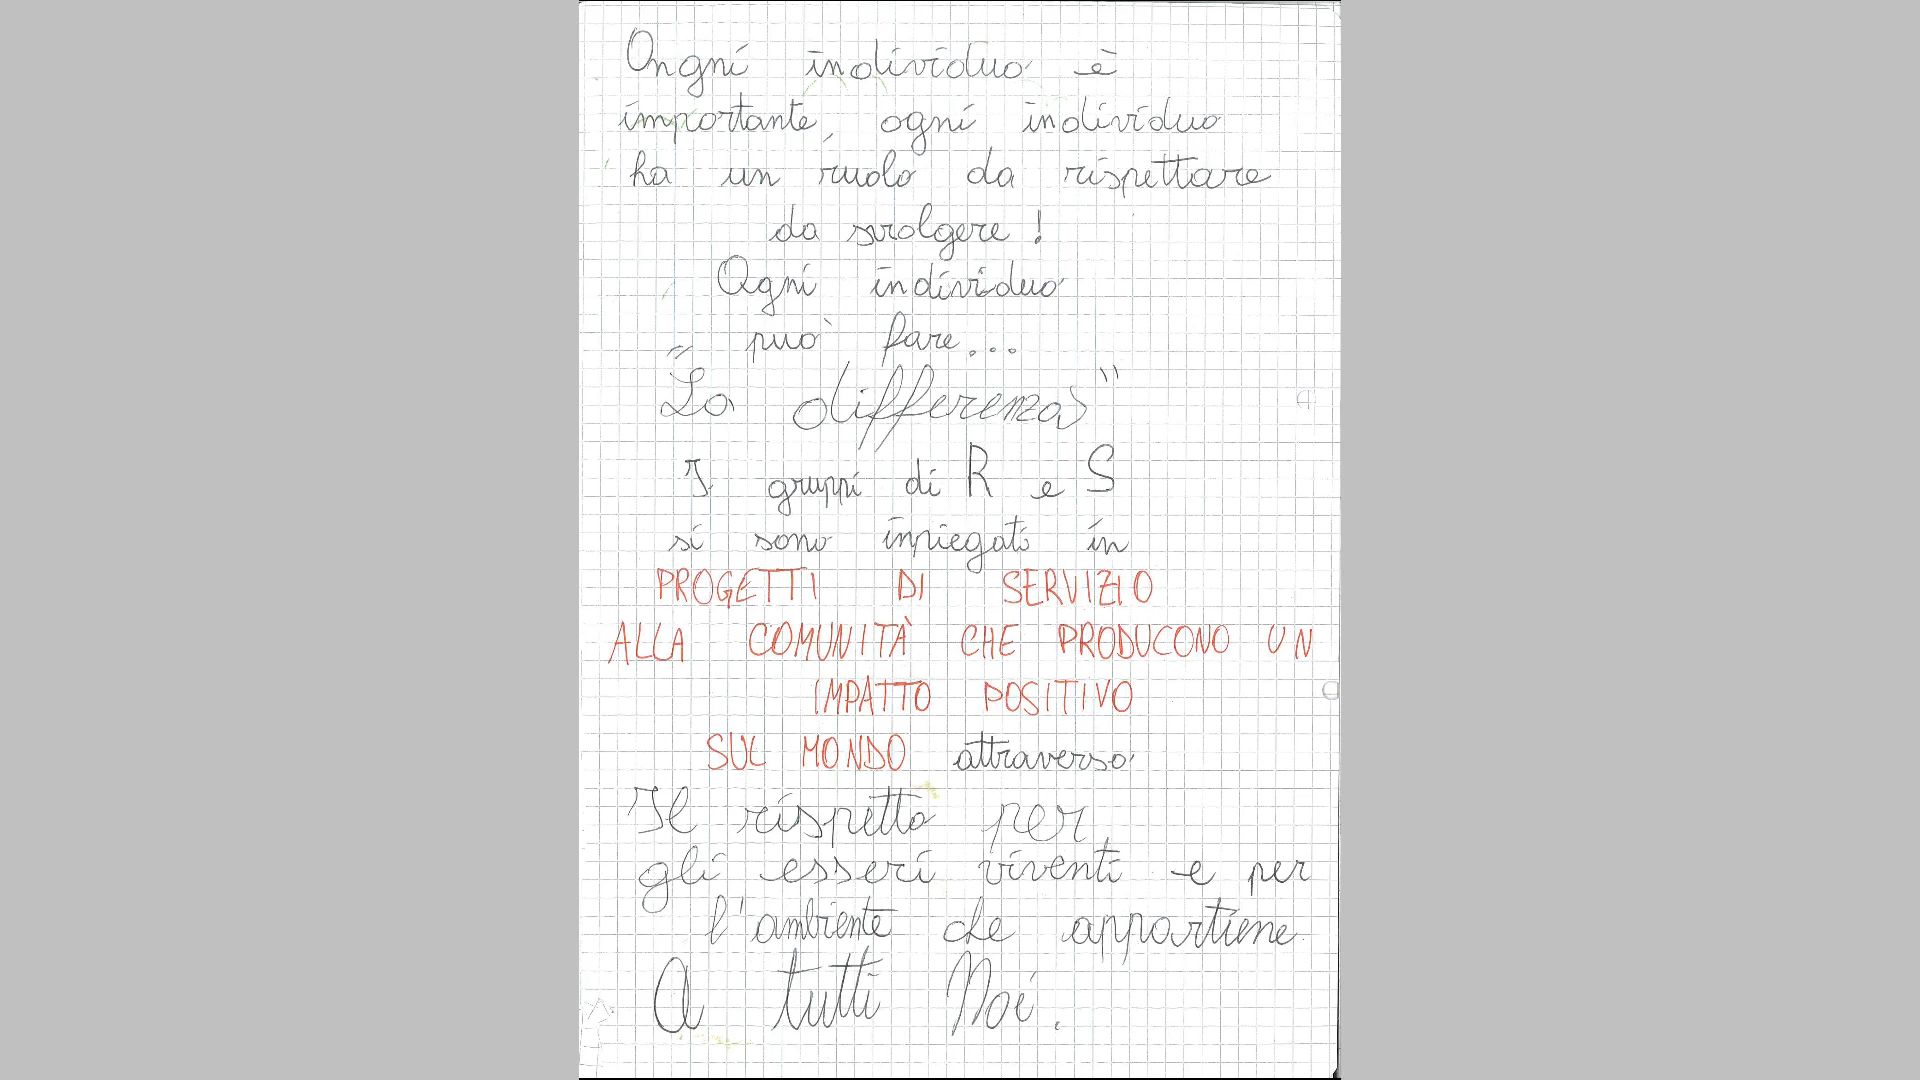 Ongni individuo è
importante, ogni individuo
ha un ruolo da rispettare
da svolgere!
Ogni individuo
può fare...
"La differenza"
I gruppi di R e S
si sono inpiegati in
PROGETTI DI SERVIZIO
ALLA COMUNITÀ CHE PRODUCONO UN
IMPATTO POSITIVO
SUL MONDO attraverso
Il rispetto per
gli esseri viventi e per
l'ambiente che appartiene
A tutti Noi.